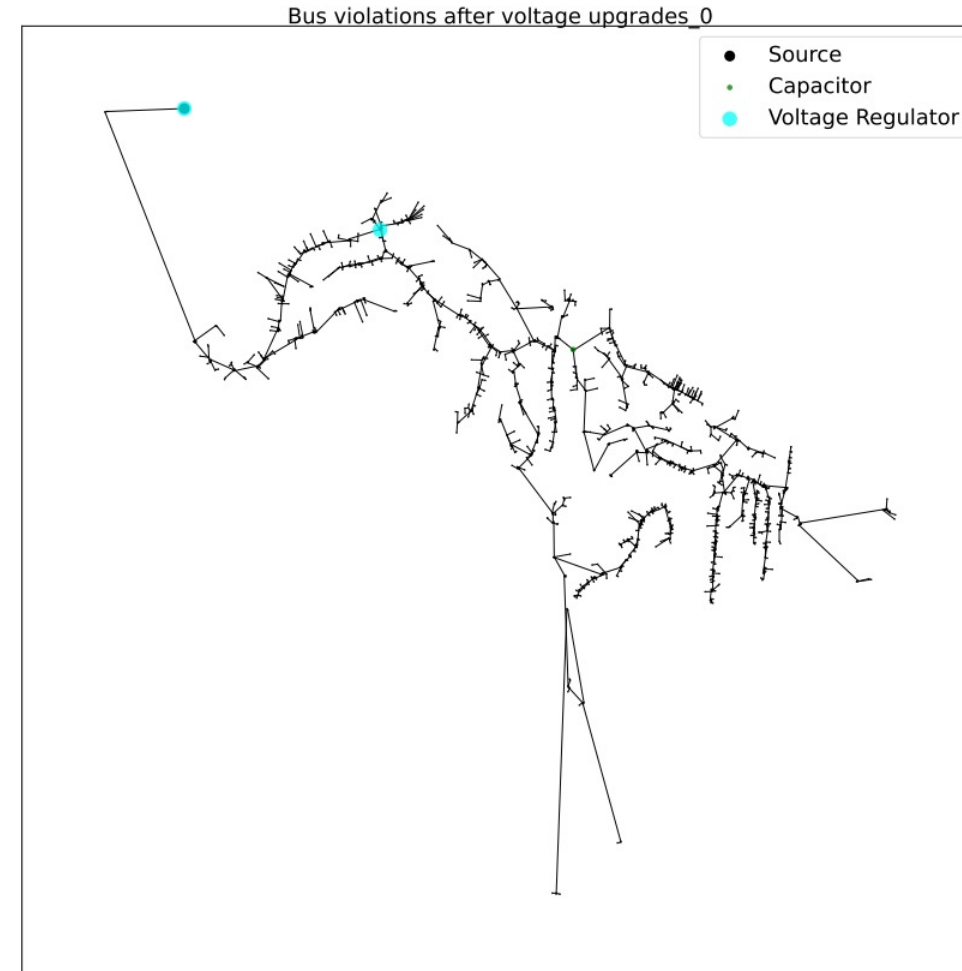 Bus violations after voltage upgrades_0
Source
Capacitor
Voltage Regulator